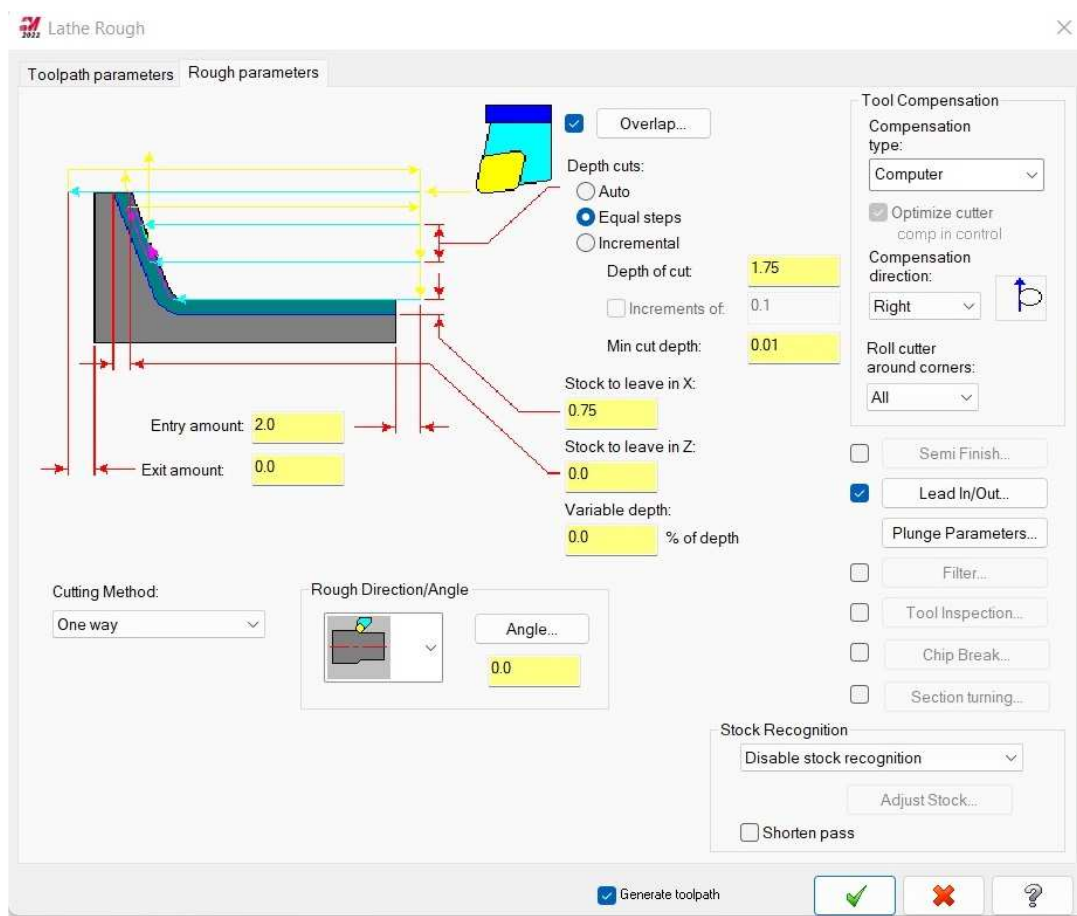 2022 Lathe Rough
Toolpath parameters Rough parameters
Overlap...
Depth cuts:
Auto
Equal steps
Incremental
Depth of cut: 1.75
Increments of: 0.1
Min cut depth: 0.01
Stock to leave in X:
0.75
Stock to leave in Z:
0.0
Variable depth:
0.0 % of depth
Entry amount: 2.0
Exit amount: 0.0
Tool Compensation
Compensation
type:
Computer
Optimize cutter
comp in control
Compensation
direction:
Right
Roll cutter
around corners:
All
Semi Finish...
Lead In/Out...
Plunge Parameters...
Filter...
Tool Inspection...
Chip Break...
Section turning...
Cutting Method:
One way
Rough Direction/Angle
Angle...
0.0
Stock Recognition
Disable stock recognition
Adjust Stock...
Shorten pass
Generate toolpath